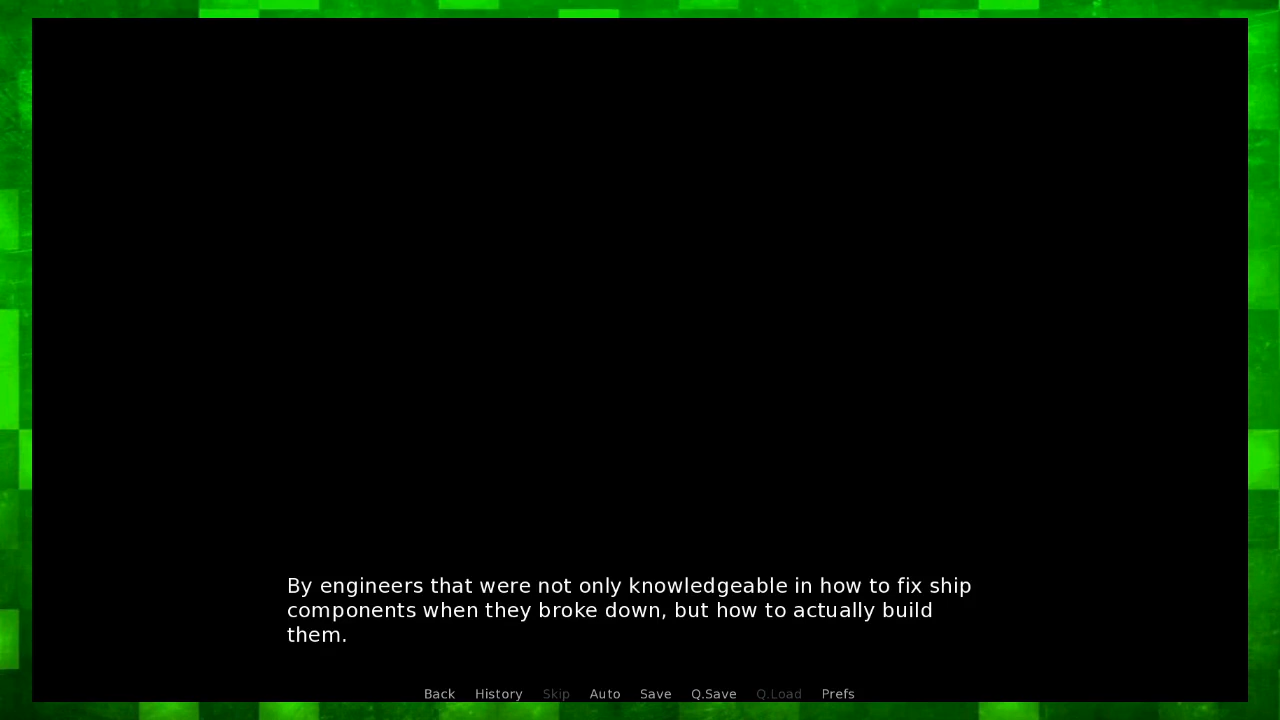 By engineers that were not only knowledgeable in how to fix ship
components when they broke down, but how to actually build
them.
Back History Skip Auto Save Q.Save Q.Load Prefs